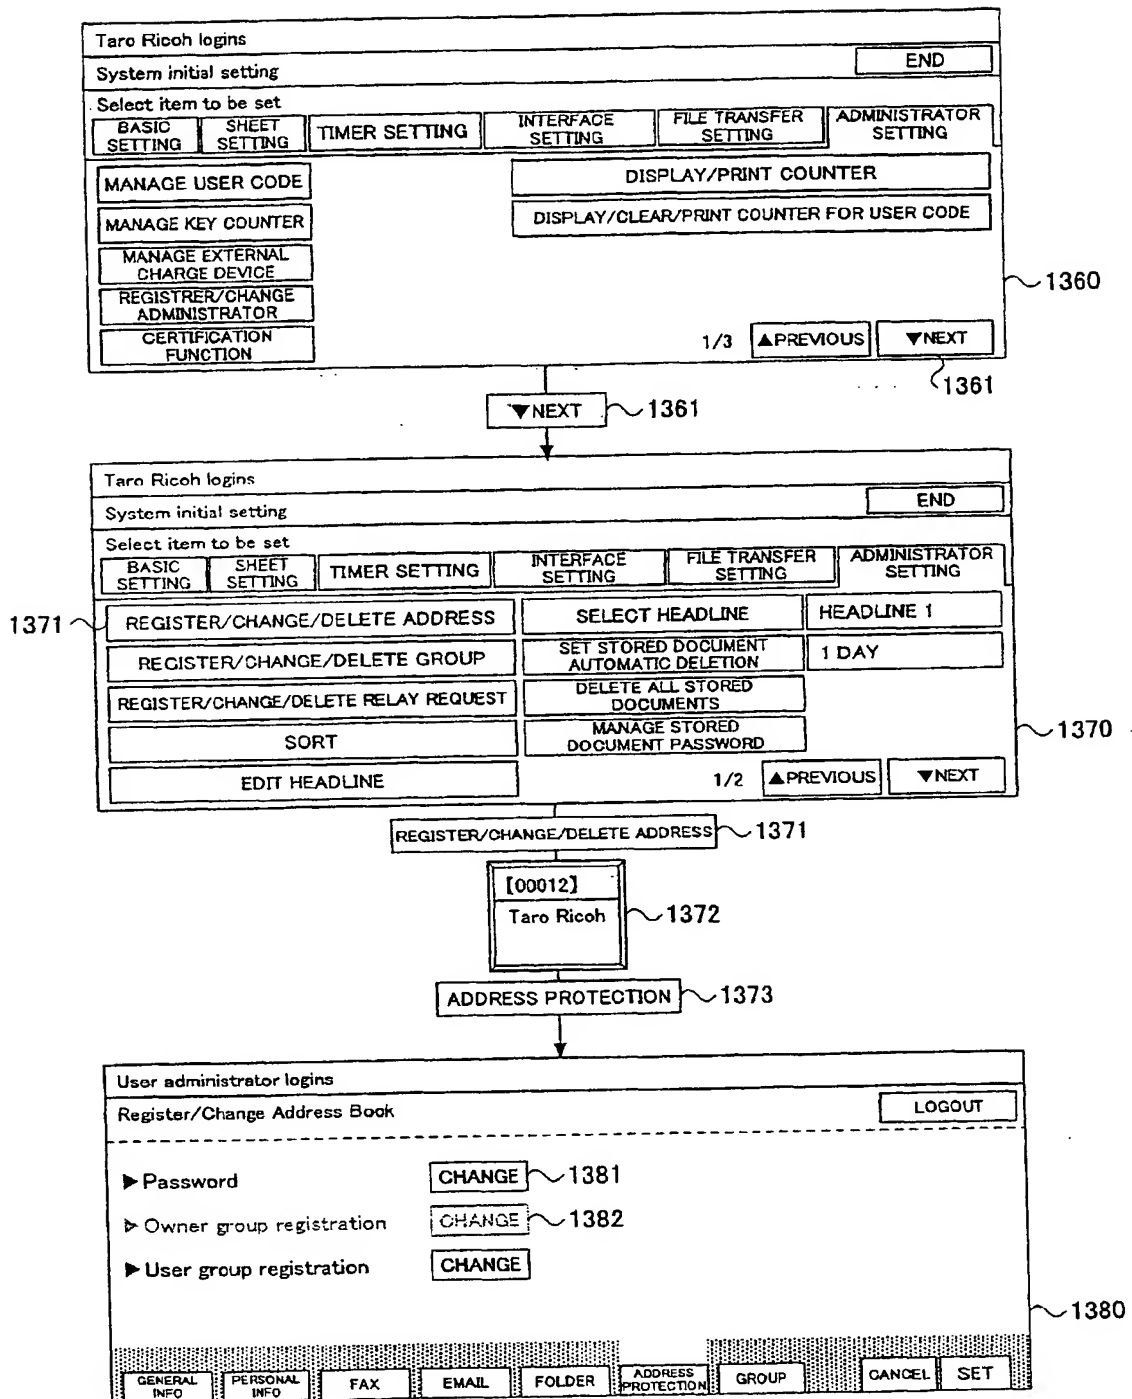 Taro Ricoh logins
System initial setting
END
Select item to be set
BASIC SETTING
SHEET SETTING
TIMER SETTING
INTERFACE SETTING
FILE TRANSFER SETTING
ADMINISTRATOR SETTING
MANAGE USER CODE
DISPLAY/PRINT COUNTER
MANAGE KEY COUNTER
DISPLAY/CLEAR/PRINT COUNTER FOR USER CODE
MANAGE EXTERNAL CHARGE DEVICE
1360
REGISTRER/CHANGE ADMINISTRATOR
CERTIFICATION FUNCTION
1/3
▲PREVIOUS
▼NEXT
1361
▼NEXT
1361
Taro Ricoh logins
System initial setting
END
Select item to be set
BASIC SETTING
SHEET SETTING
TIMER SETTING
INTERFACE SETTING
FILE TRANSFER SETTING
ADMINISTRATOR SETTING
1371
REGISTER/CHANGE/DELETE ADDRESS
SELECT HEADLINE
HEADLINE 1
REGISTER/CHANGE/DELETE GROUP
SET STORED DOCUMENT AUTOMATIC DELETION
1 DAY
REGISTER/CHANGE/DELETE RELAY REQUEST
DELETE ALL STORED DOCUMENTS
SORT
MANAGE STORED DOCUMENT PASSWORD
1370
EDIT HEADLINE
1/2
▲PREVIOUS
▼NEXT
REGISTER/CHANGE/DELETE ADDRESS
1371
【00012】
Taro Ricoh
1372
ADDRESS PROTECTION
1373
User administrator logins
Register/Change Address Book
LOGOUT
▶Password
CHANGE
1381
▷Owner group registration
CHANGE
1382
▶User group registration
CHANGE
1380
GENERAL INFO
PERSONAL INFO
FAX
EMAIL
FOLDER
ADDRESS PROTECTION
GROUP
CANCEL
SET